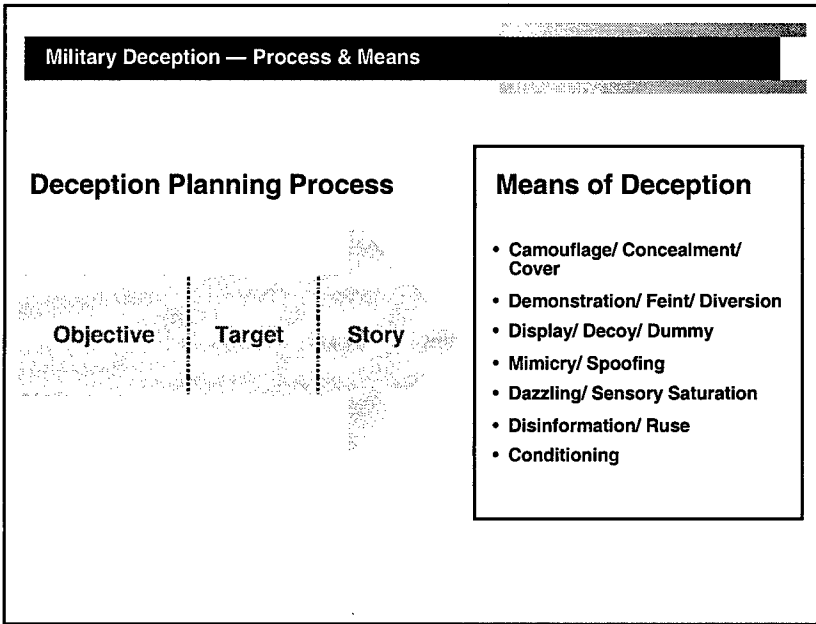 Military Deception — Process & Means
Deception Planning Process
Objective
Target
Story
Means of Deception
• Camouflage/ Concealment/
Cover
• Demonstration/ Feint/ Diversion
• Display/ Decoy/ Dummy
• Mimicry/ Spoofing
• Dazzling/ Sensory Saturation
• Disinformation/ Ruse
• Conditioning